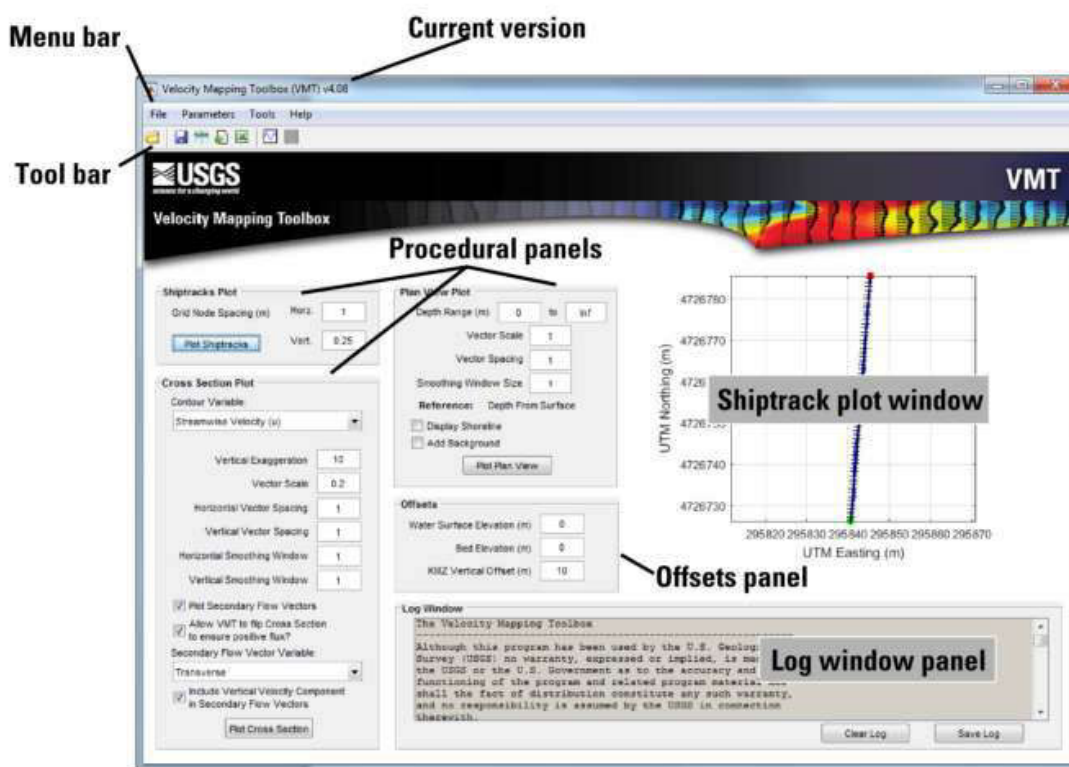 Current version
Menu bar
Velocity Mapping Toolbox (VMT) v4.08
File Parameters Tools Help
Tool bar
USGS
science for a changing world
VMT
Velocity Mapping Toolbox
Procedural panels
Shiptracks Plot
Grid Node Spacing (m) Horz. 1
Plot Shiptracks Vert. 0.25
Cross Section Plot
Contour Variable
Streamwise Velocity (u)
Vertical Exaggeration 10
Vector Scale 0.2
Horizontal Vector Spacing 1
Vertical Vector Spacing 1
Horizontal Smoothing Window 1
Vertical Smoothing Window 1
Plot Secondary Flow Vectors
Allow VMT to flip Cross Section
to ensure positive flux?
Secondary Flow Vector Variable
Transverse
Include Vertical Velocity Component
in Secondary Flow Vectors
Plot Cross Section
Plan View Plot
Depth Range (m) 0 to Inf
Vector Scale 1
Vector Spacing 1
Smoothing Window Size 1
Reference: Depth From Surface
Display Shoreline
Add Background
Plot Plan View
Offsets
Water Surface Elevation (m) 0
Bed Elevation (m) 0
KMZ Vertical Offset (m) 10
Offsets panel
4726780
4726770
4726740
4726730
UTM Northing (m)
Shiptrack plot window
295820 295830 295840 295850 295860 295870
UTM Easting (m)
Log Window
The Velocity Mapping Toolbox
Although this program has been used by the U.S.
Survey (USGS) no warranty, expressed or implied, is
the USGS or the U.S. Government as to the accuracy and
functioning of the program and related program material
shall the fact of distribution constitute any such warranty,
and no responsibility is assumed by the USGS in connection
therewith.
Log window panel
Clear Log Save Log